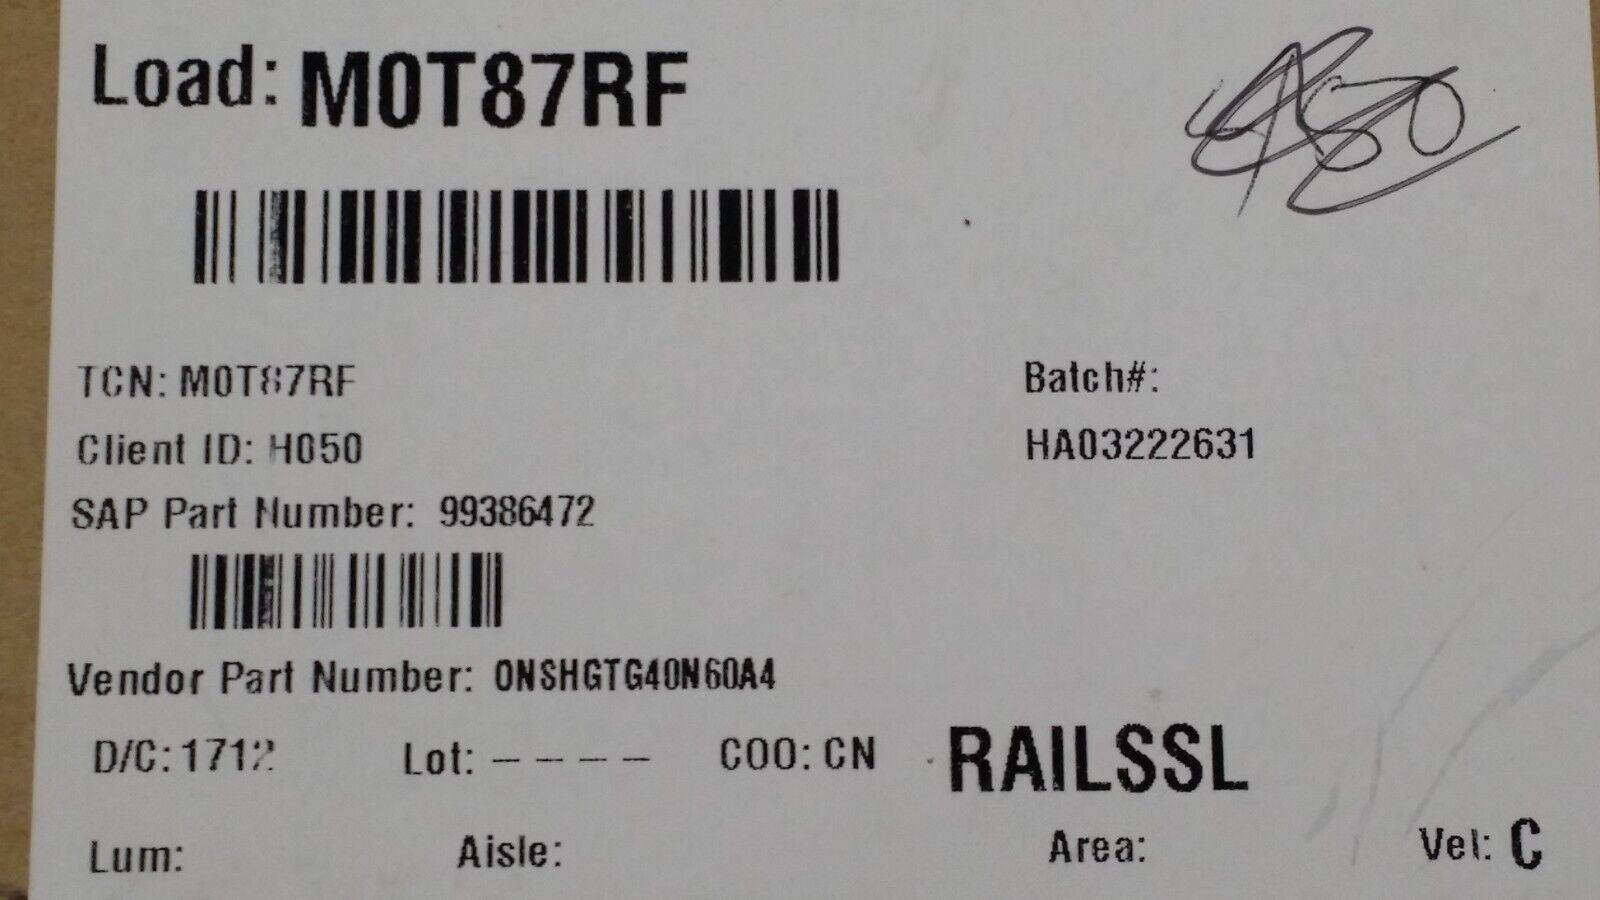 Load: M0T87RF
450
TCN: M0T87RF
Batch#:
Client ID: H050
HA03222631
SAP Part Number: 99386472
Vendor Part Number: ONSHGTG40N60A4
D/C: 1712 Lot: ---- COO: CN RAILSSL
Lum: Aisle: Area: Vel: C